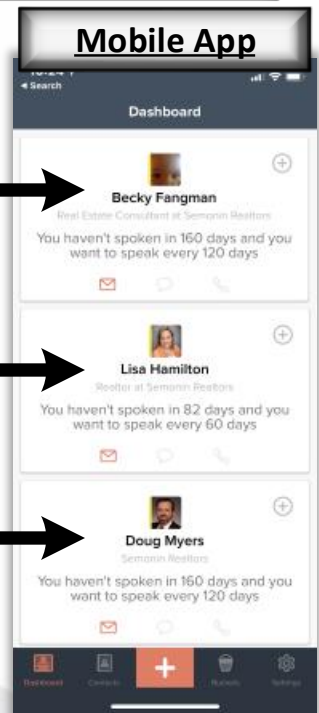 Mobile App
Search
Dashboard
Becky Fangman
Real Estate Consultant at Semonin Realtors
You haven't spoken in 160 days and you
want to speak every 120 days
Lisa Hamilton
Realtor at Semonin Realtors
You haven't spoken in 82 days and you
want to speak every 60 days
Doug Myers
Semonin Realtors
You haven't spoken in 160 days and you
want to speak every 120 days
Dashboard
Contacts
Buckets
Settings